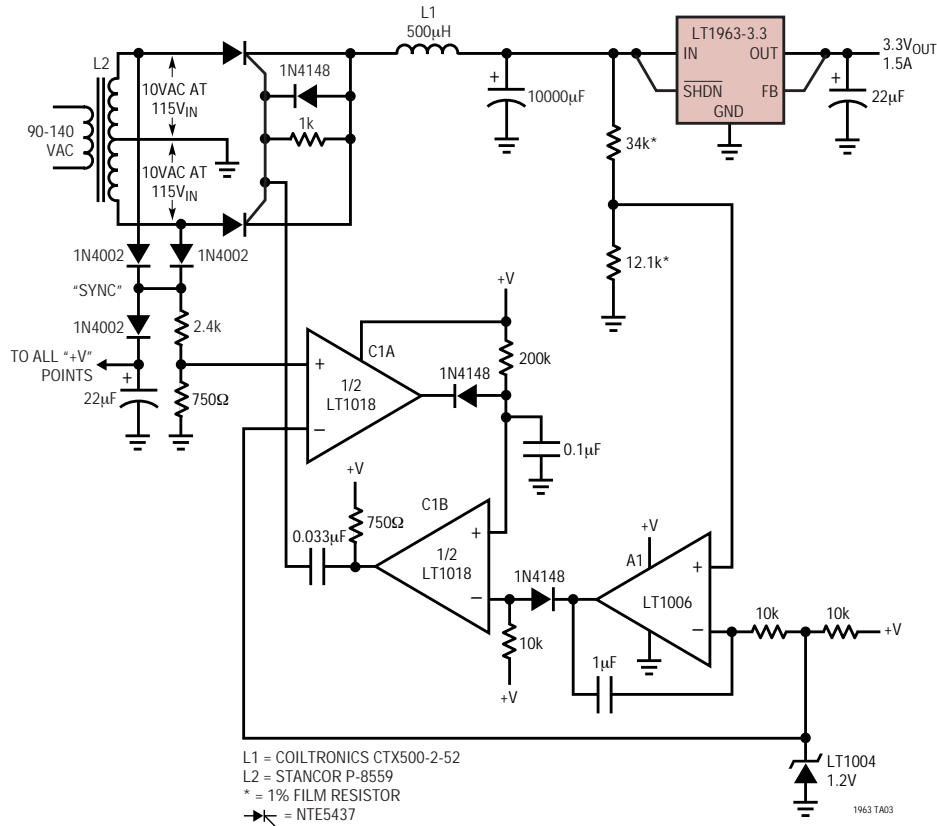 L1
500µH
LT1963-3.3
IN
OUT
SHDN
FB
GND
3.3VOUT
1.5A
L2
10VAC AT
115VIN
1N4148
+
10000µF
+
22µF
1k
34k*
90-140
VAC
10VAC AT
115VIN
1N4002
1N4002
12.1k*
"SYNC"
+V
1N4002
2.4k
C1A
200k
TO ALL "+V"
POINTS
+
1N4148
+
22µF
750Ω
1/2
LT1018
–
0.1µF
+V
C1B
750Ω
0.033µF
+
+V
A1
+
1/2
LT1018
1N4148
LT1006
–
10k
10k
–
+V
10k
1µF
+V
L1 = COILTRONICS CTX500-2-52
L2 = STANCOR P-8559
* = 1% FILM RESISTOR
= NTE5437
LT1004
1.2V
1963 TA03